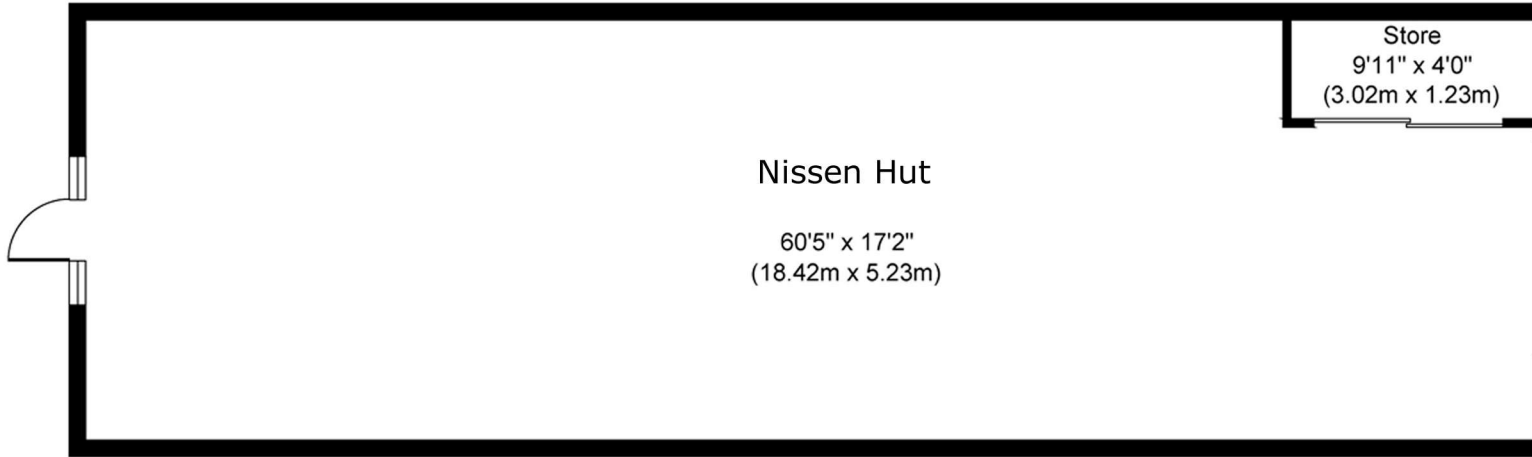 Store
9'11" x 4'0"
(3.02m x 1.23m)
Nissen Hut
60'5" x 17'2"
(18.42m x 5.23m)